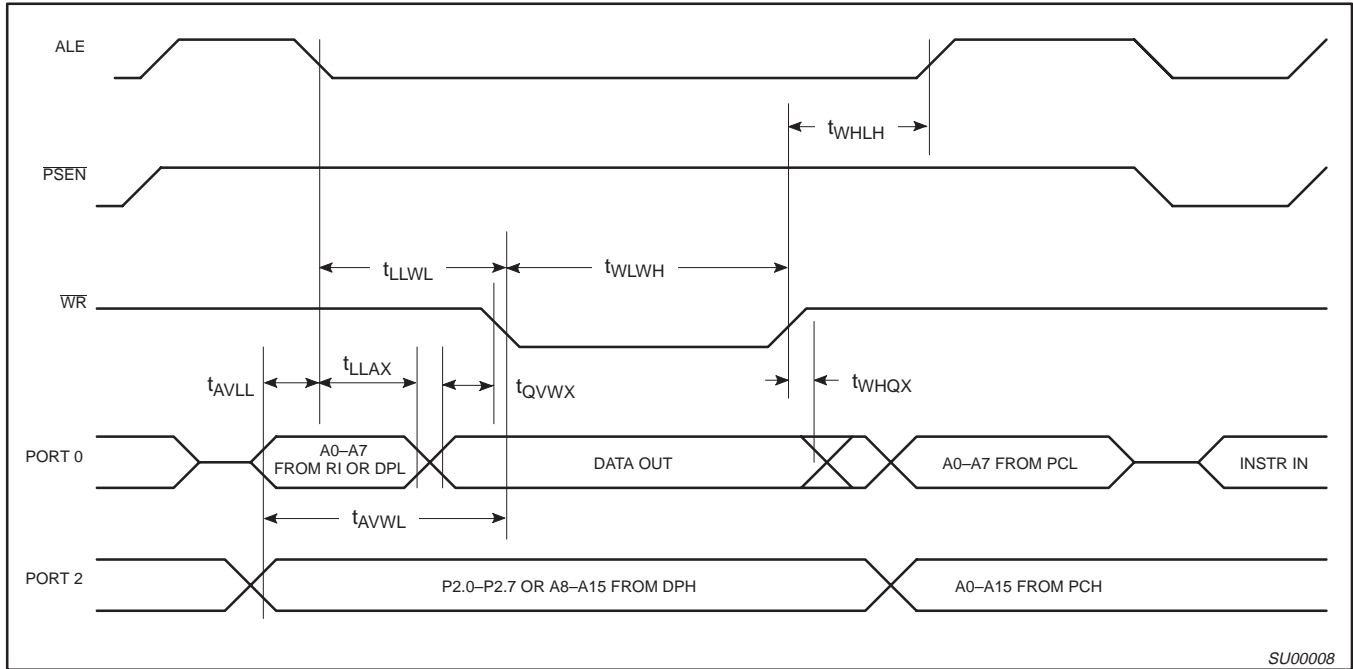 ALE
tWHLH
PSEN
tLLWL
tWLWH
WR
tAVLL
tLLAX
tQVWX
tWHQX
PORT 0
A0–A7
FROM RI OR DPL
DATA OUT
A0–A7 FROM PCL
INSTR IN
tAVWL
PORT 2
P2.0–P2.7 OR A8–A15 FROM DPH
A0–A15 FROM PCH
SU00008